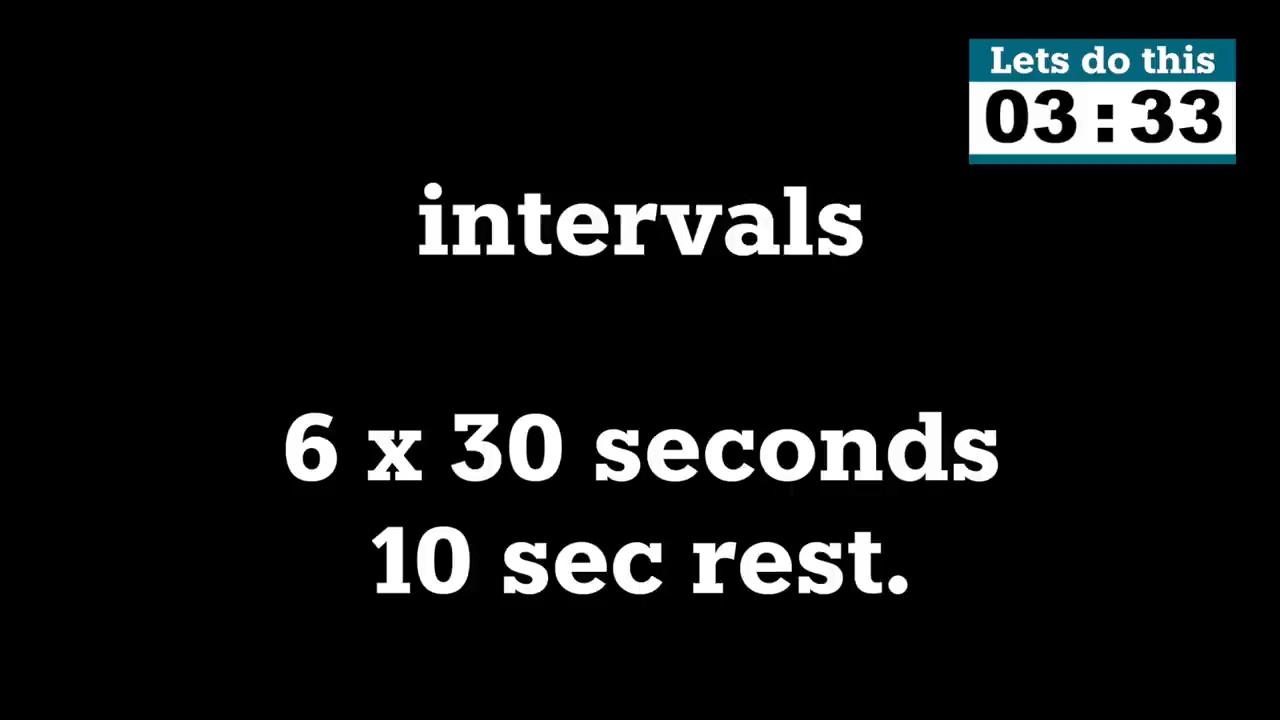 Lets do this
03:33
intervals
6 x 30 seconds
10 sec rest.